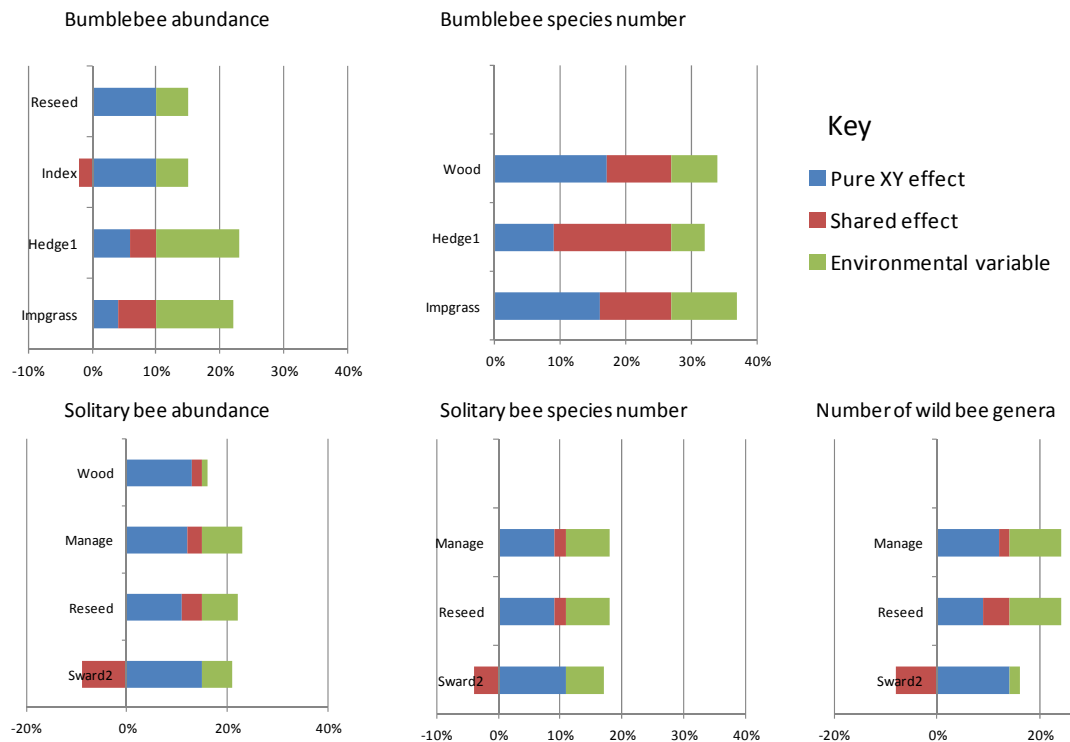 Bumblebee abundance
Reseed
Index
Hedge1
Impgrass
-10% 0% 10% 20% 30% 40%
Bumblebee species number
Wood
Hedge1
Impgrass
0% 10% 20% 30% 40%
Key
Pure XY effect
Shared effect
Environmental variable
Solitary bee abundance
Wood
Manage
Reseed
Sward2
-20% 0% 20% 40%
Solitary bee species number
Manage
Reseed
Sward2
-10% 0% 10% 20% 30% 40%
Number of wild bee genera
Manage
Reseed
Sward2
-20% 0% 20%